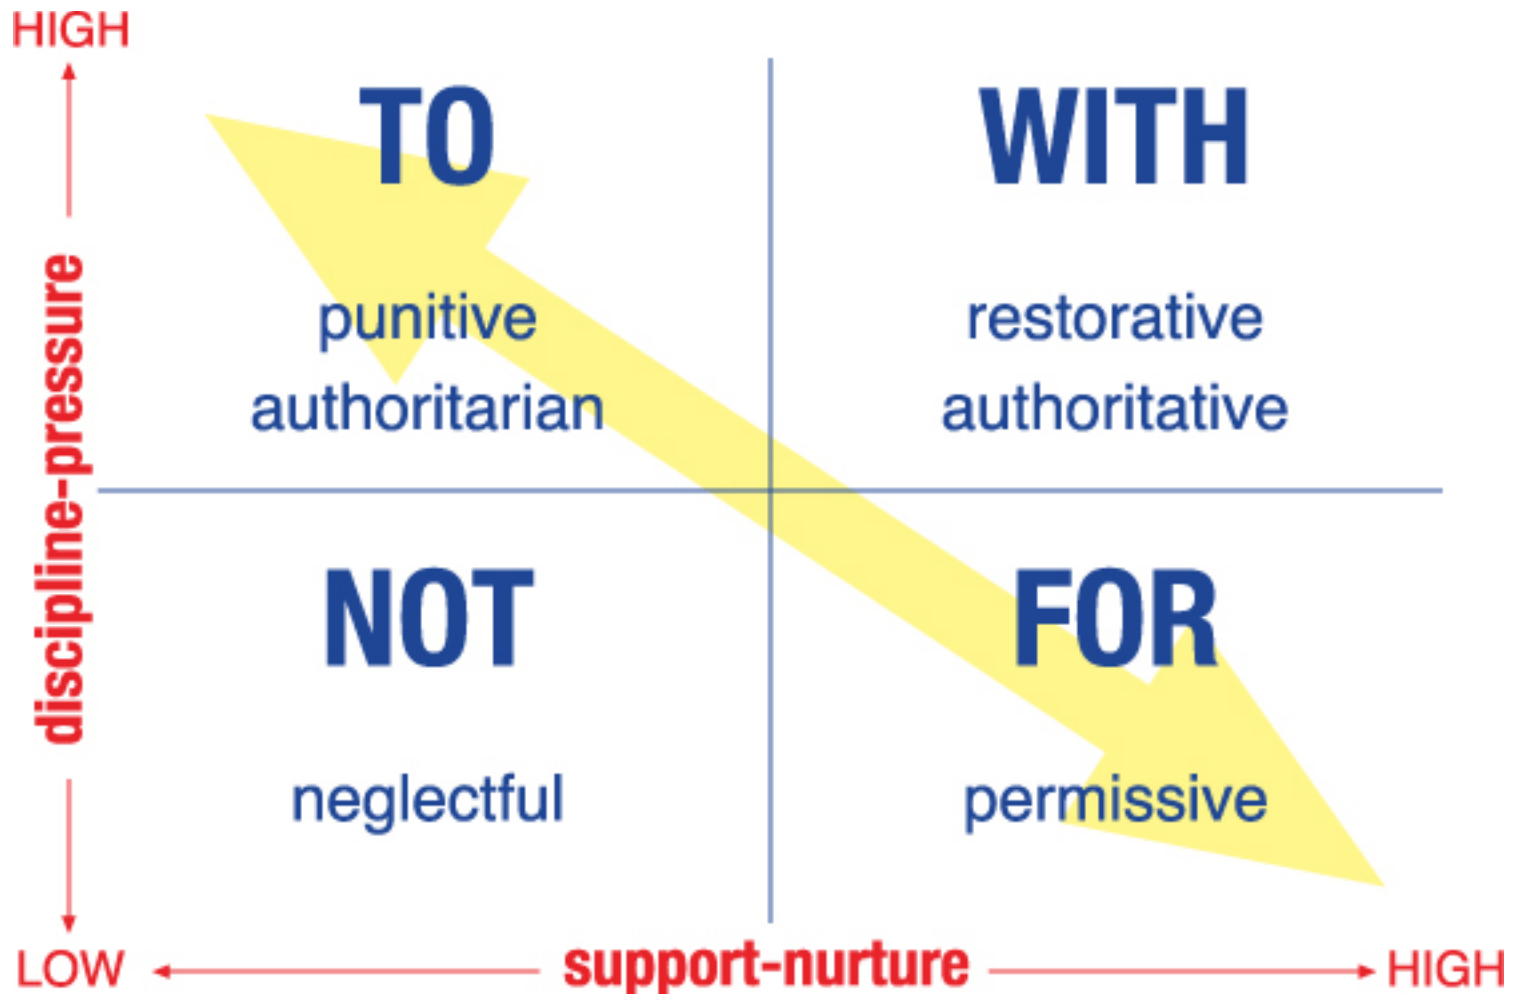 HIGH
TO
WITH
punitive
restorative
authoritarian
authoritative
discipline-pressure
NOT
FOR
neglectful
permissive
LOW
support-nurture
HIGH